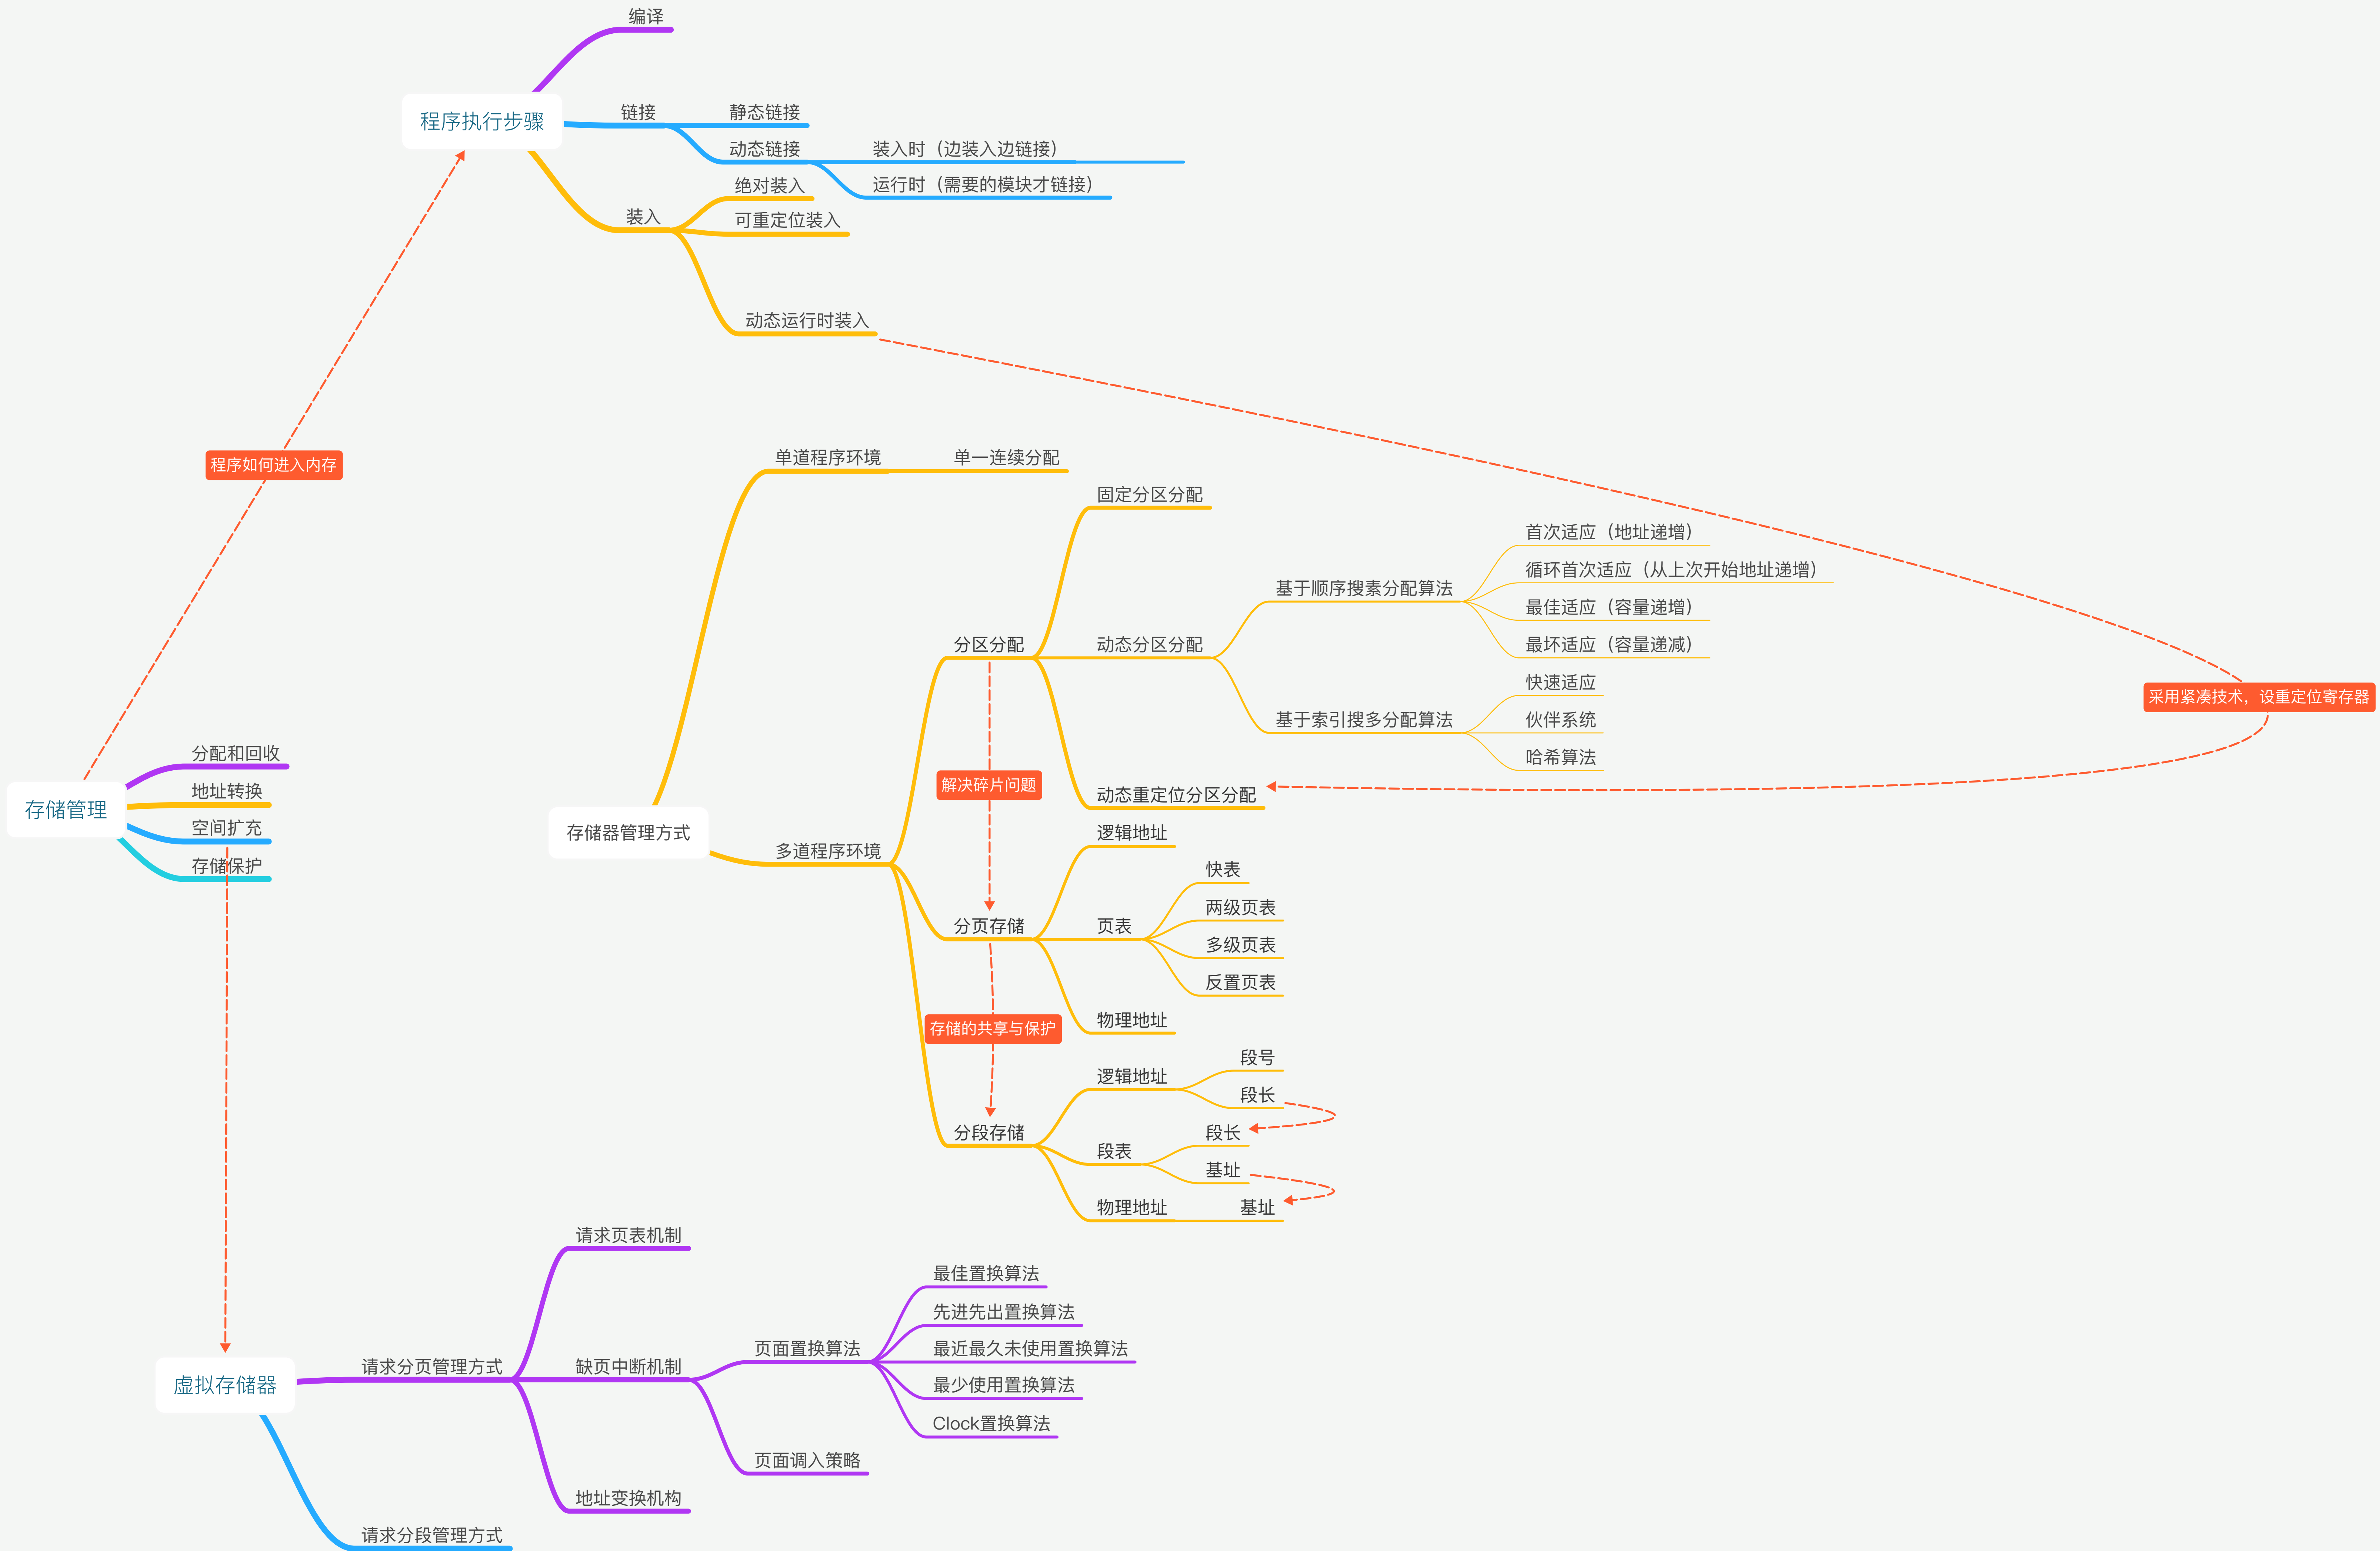 编译
程序执行步骤
链接
静态链接
动态链接
装入时（边装入边链接）
运行时（需要的模块才链接）
装入
绝对装入
可重定位装入
动态运行时装入
程序如何进入内存
单道程序环境
单一连续分配
固定分区分配
首次适应（地址递增）
循环首次适应（从上次开始地址递增）
基于顺序搜素分配算法
最佳适应（容量递增）
分区分配
动态分区分配
最坏适应（容量递减）
快速适应
采用紧凑技术，设重定位寄存器
基于索引搜多分配算法
伙伴系统
哈希算法
解决碎片问题
动态重定位分区分配
分配和回收
地址转换
存储管理
空间扩充
存储保护
存储器管理方式
多道程序环境
逻辑地址
快表
两级页表
分页存储
页表
多级页表
反置页表
物理地址
存储的共享与保护
逻辑地址
段号
段长
分段存储
段长
段表
基址
物理地址
基址
请求页表机制
最佳置换算法
先进先出置换算法
页面置换算法
最近最久未使用置换算法
请求分页管理方式
缺页中断机制
虚拟存储器
最少使用置换算法
Clock置换算法
页面调入策略
地址变换机构
请求分段管理方式